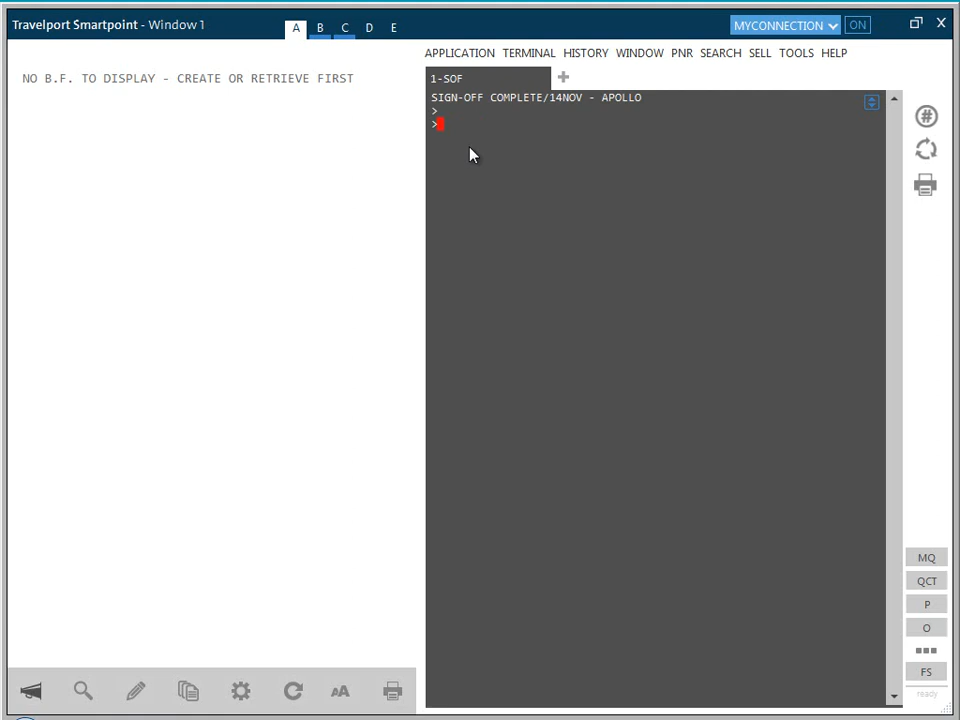 Travelport Smartpoint - Window 1
A B C D E
MYCONNECTION ON X
APPLICATION TERMINAL HISTORY WINDOW PNR SEARCH SELL TOOLS HELP
NO B.F. TO DISPLAY - CREATE OR RETRIEVE FIRST
1-SOF
SIGN-OFF COMPLETE/14NOV - APOLLO
>
>
#
MQ
QCT
P
O
FS
ready
AA